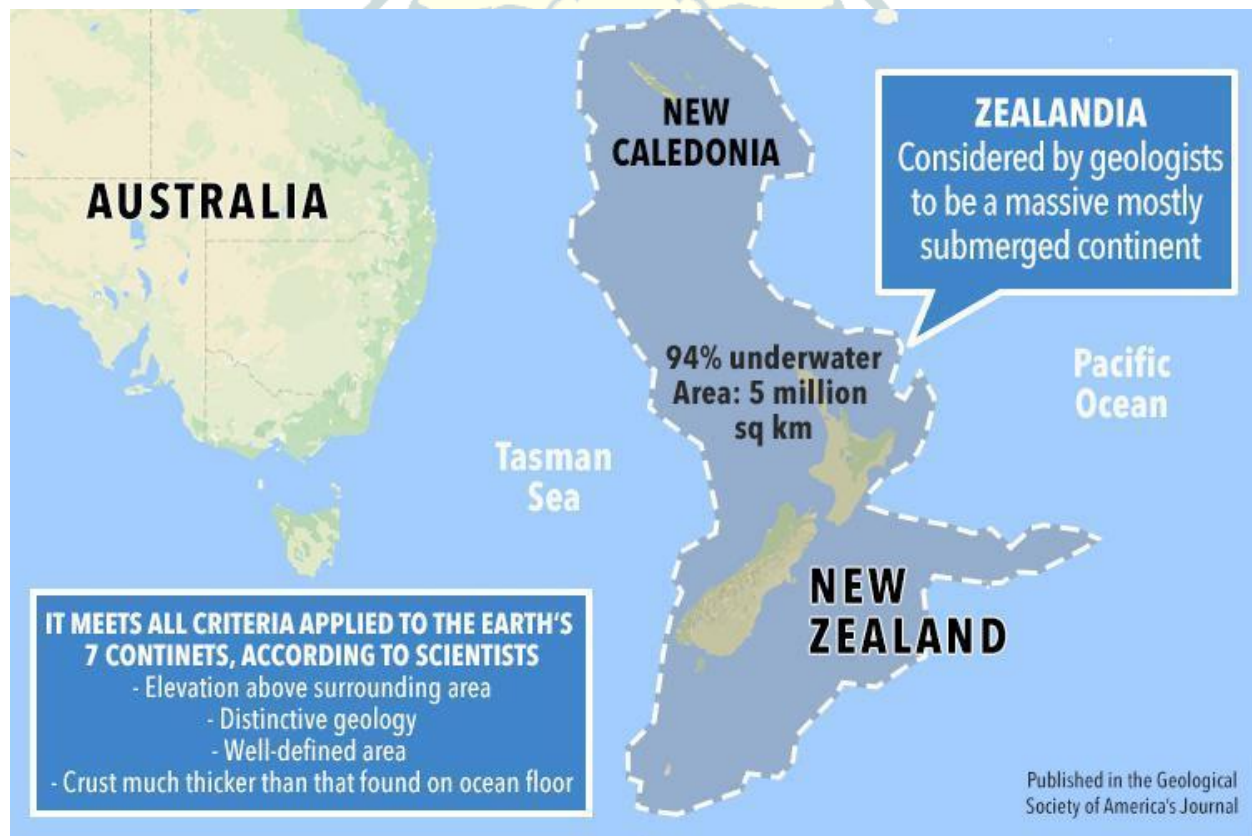 NEW
CALEDONIA
AUSTRALIA
ZEALANDIA
Considered by geologists
to be a massive mostly
submerged continent
94% underwater
Area: 5 million
sq km
Pacific
Ocean
Tasman
Sea
NEW
ZEALAND
IT MEETS ALL CRITERIA APPLIED TO THE EARTH'S
7 CONTINETS, ACCORDING TO SCIENTISTS
- Elevation above surrounding area
- Distinctive geology
- Well-defined area
- Crust much thicker than that found on ocean floor
Published in the Geological
Society of America's Journal